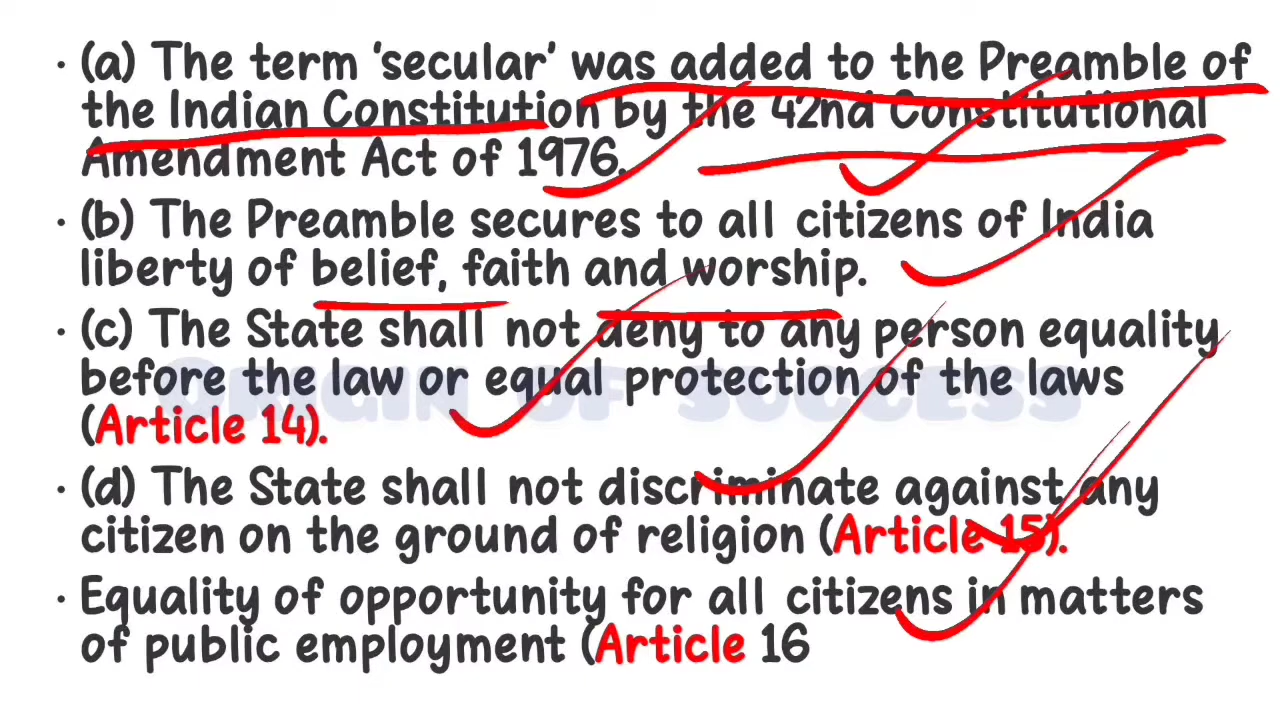 · (a) The term ‘secular’ was added to the Preamble of
the Indian Constitution by the 42nd Constitutional
Amendment Act of 1976.
· (b) The Preamble secures to all citizens of India
liberty of belief, faith and worship.
· (c) The State shall not deny to any person equality
before the law or equal protection of the laws
(Article 14).
ORIGIN OF SUCCESS
· (d) The State shall not discriminate against any
citizen on the ground of religion (Article 15).
· Equality of opportunity for all citizens in matters
of public employment (Article 16